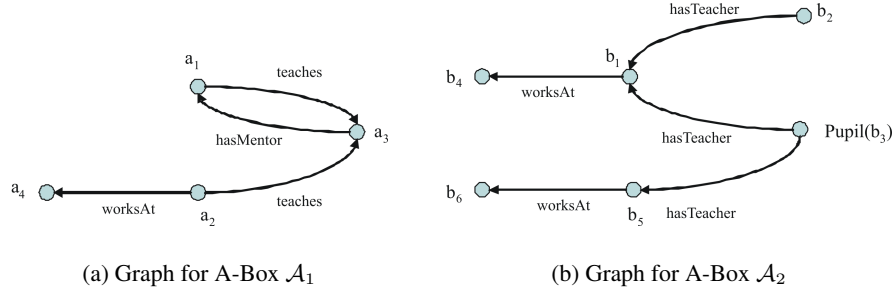 a₁
teaches
hasMentor
a₃
a₄
worksAt
a₂
teaches
(a) Graph for A-Box 𝒜₁
hasTeacher
b₂
b₁
b₄
worksAt
hasTeacher
Pupil(b₃)
b₆
worksAt
b₅
hasTeacher
(b) Graph for A-Box 𝒜₂